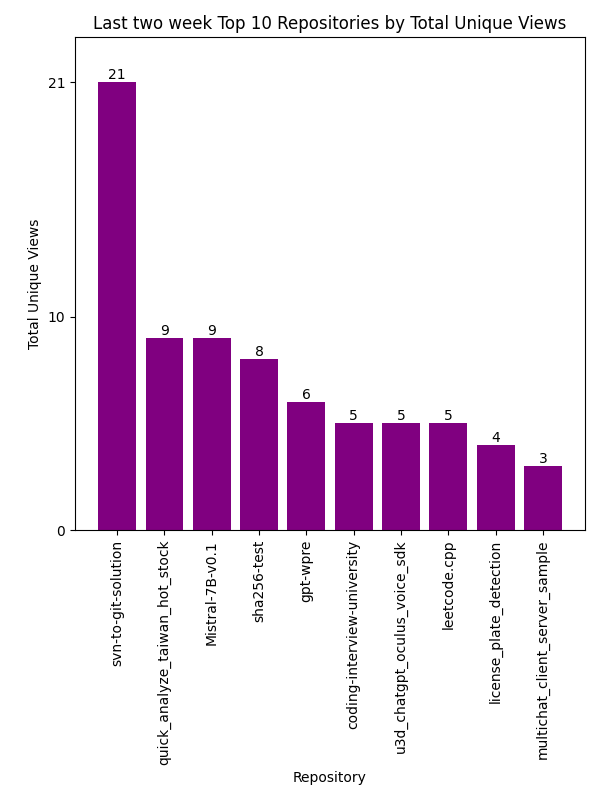 Last two week Top 10 Repositories by Total Unique Views
Total Unique Views
21
10
0
21
9
9
8
6
5
5
5
4
3
svn-to-git-solution
quick_analyze_taiwan_hot_stock
Mistral-7B-v0.1
sha256-test
gpt-wpre
coding-interview-university
u3d_chatgpt_oculus_voice_sdk
leetcode.cpp
license_plate_detection
multichat_client_server_sample
Repository